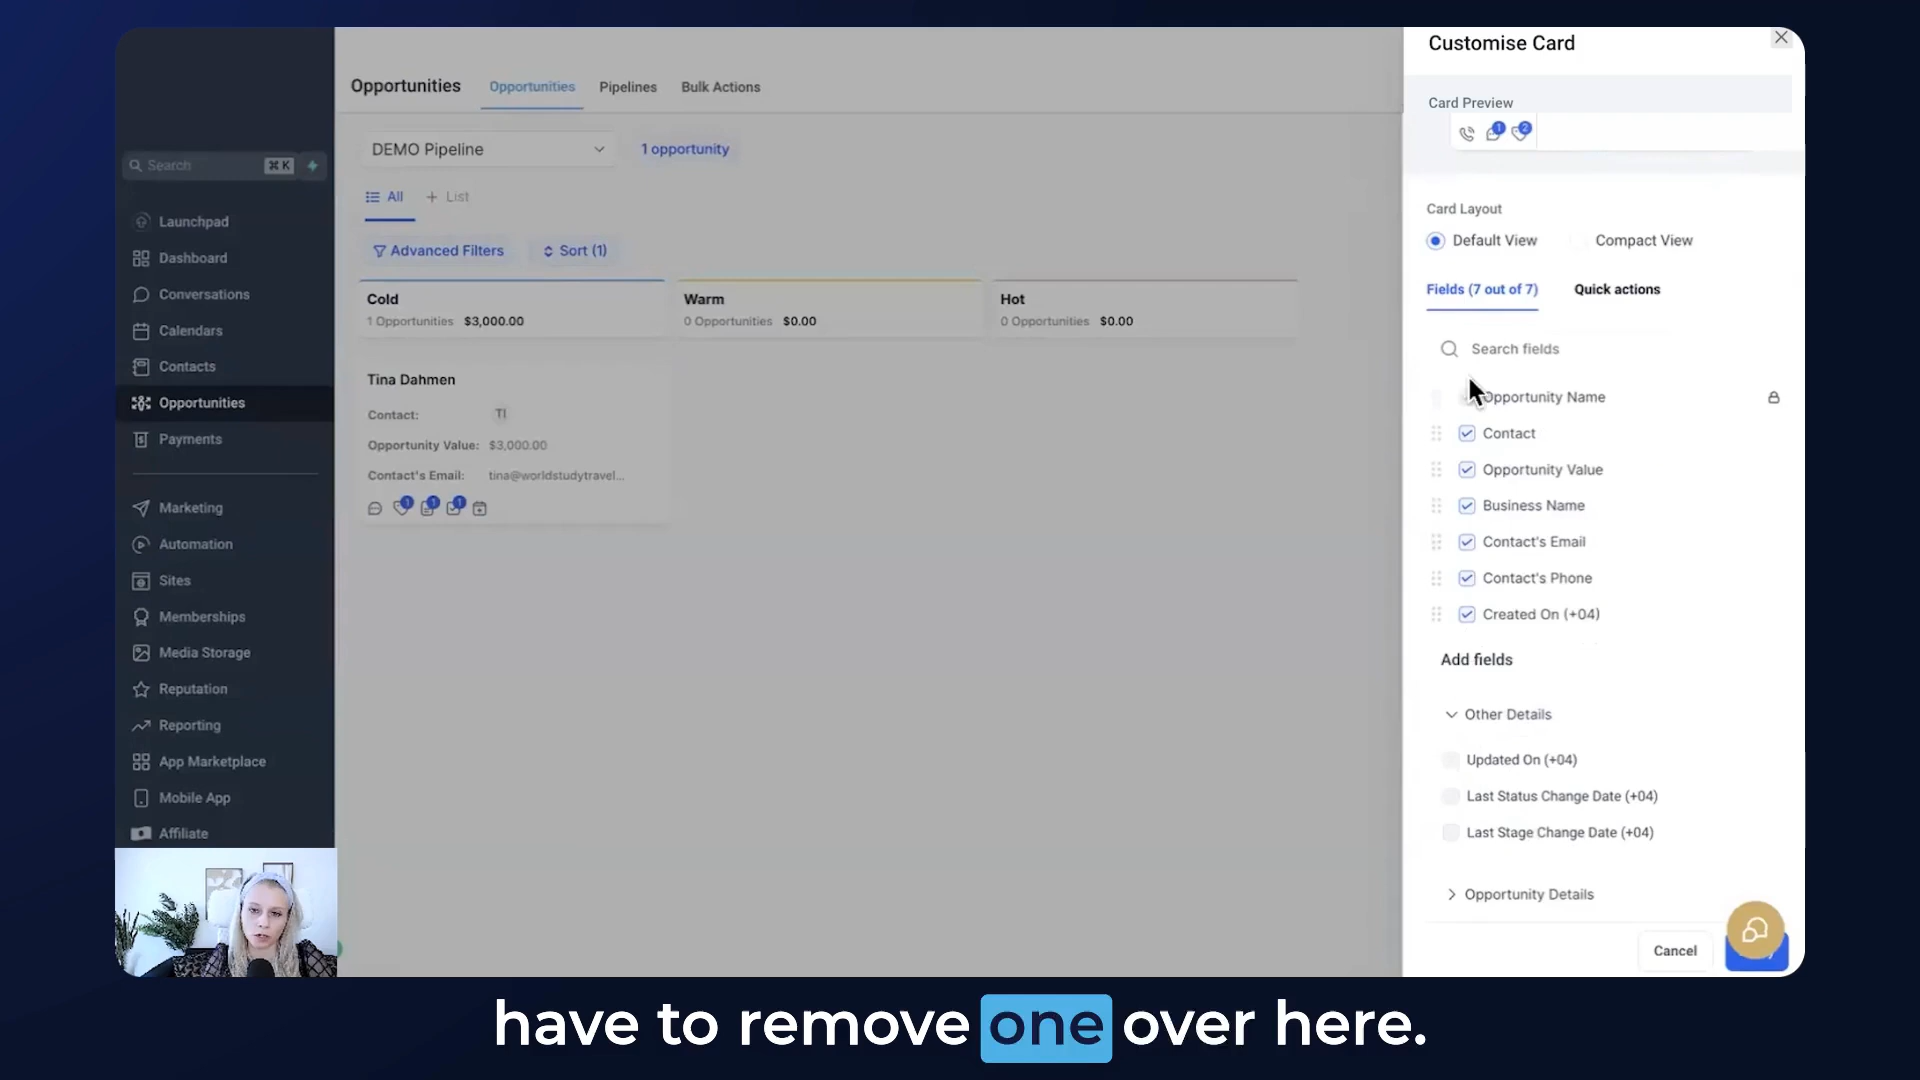 Search
⌘ K
Launchpad
Dashboard
Conversations
Calendars
Contacts
Opportunities
Payments
Marketing
Automation
Sites
Memberships
Media Storage
Reputation
Reporting
App Marketplace
Mobile App
Affiliate
Opportunities
Opportunities
Pipelines
Bulk Actions
DEMO Pipeline
1 opportunity
All
+ List
Advanced Filters
Sort (1)
Cold
1 Opportunities $3,000.00
Warm
0 Opportunities $0.00
Hot
0 Opportunities $0.00
Tina Dahmen
Contact: TI
Opportunity Value: $3,000.00
Contact's Email: tina@worldstudytravel...
1
1
1
Customise Card
Card Preview
1
2
Card Layout
Default View
Compact View
Fields (7 out of 7)
Quick actions
Search fields
Opportunity Name
Contact
Opportunity Value
Business Name
Contact's Email
Contact's Phone
Created On (+04)
Add fields
Other Details
Updated On (+04)
Last Status Change Date (+04)
Last Stage Change Date (+04)
Opportunity Details
Cancel
have to remove one over here.